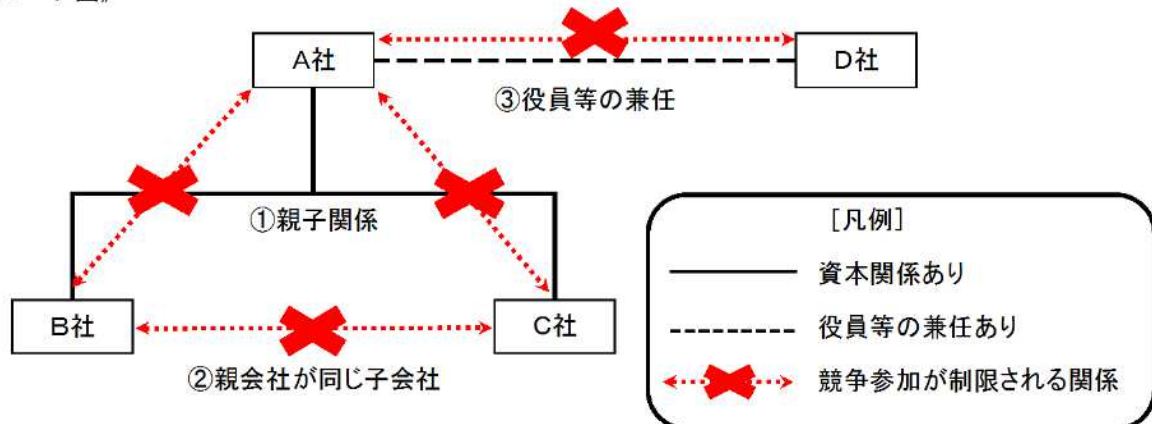 A社
D社
③役員等の兼任
①親子関係
B社
C社
②親会社が同じ子会社
[凡例]
資本関係あり
役員等の兼任あり
競争参加が制限される関係